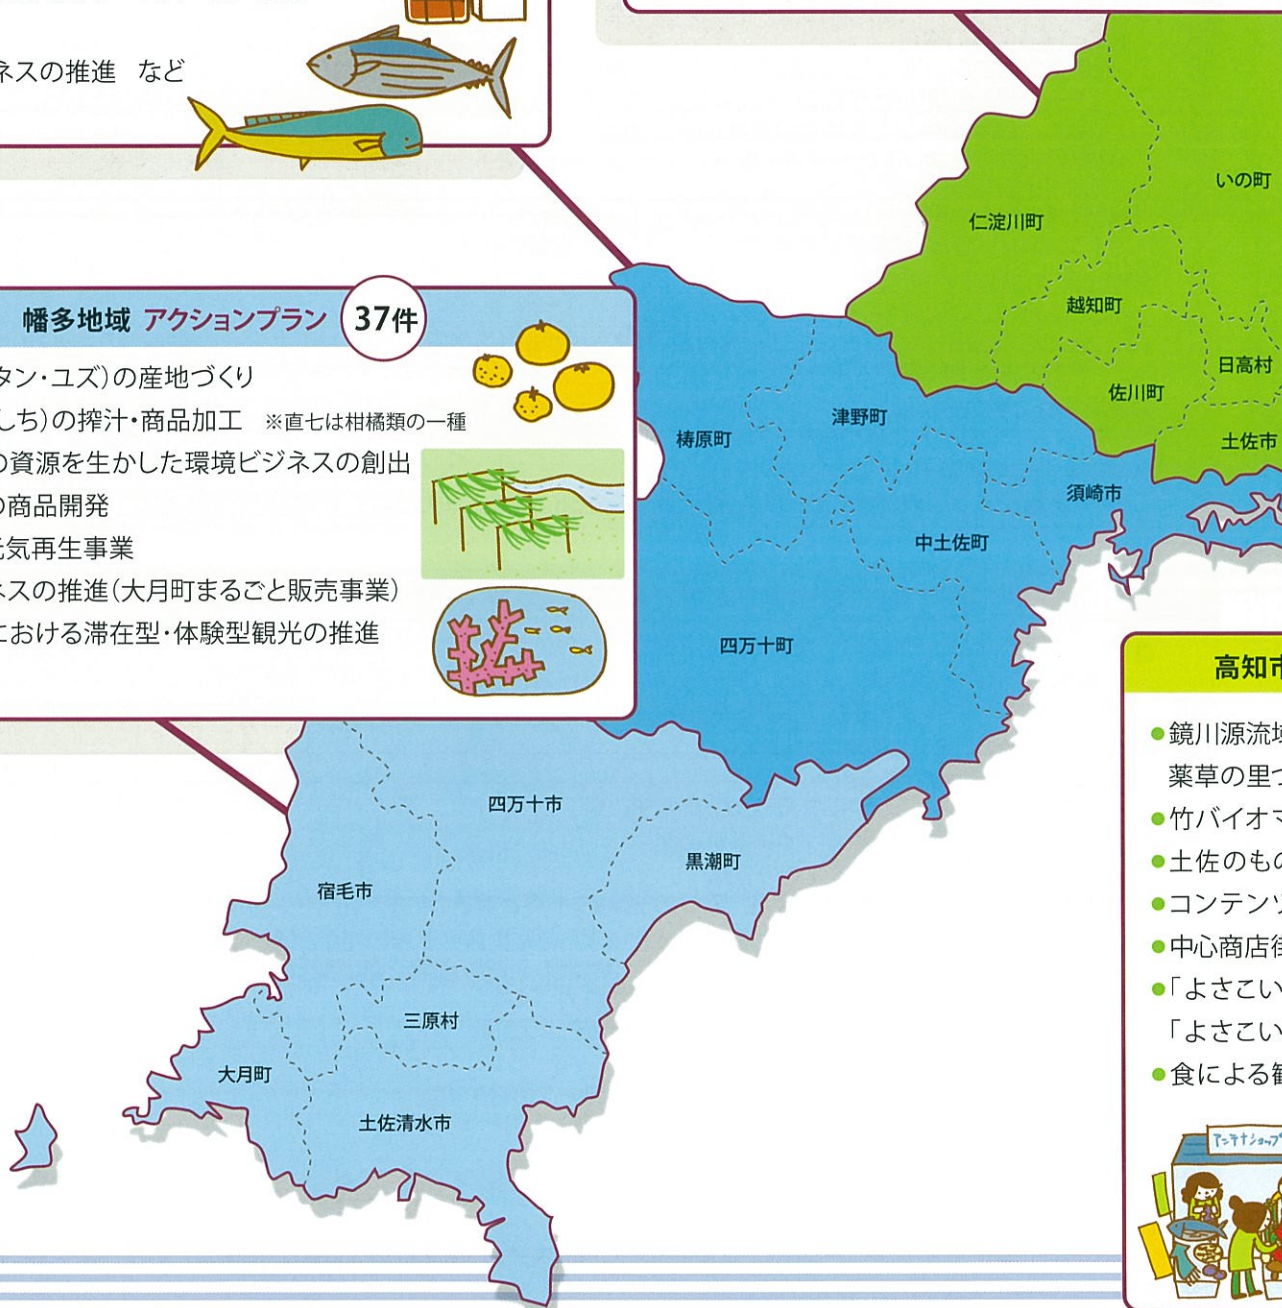 ネスの推進 など
幡多地域 アクションプラン 37件
タン・ユズ)の産地づくり
しち)の搾汁・商品加工 ※直七は柑橘類の一種
の資源を生かした環境ビジネスの創出
の商品開発
元気再生事業
ネスの推進(大月町まるごと販売事業)
における滞在型・体験型観光の推進
いの町
仁淀川町
越知町
日高村
佐川町
土佐市
津野町
梼原町
須崎市
中土佐町
四万十町
四万十市
黒潮町
宿毛市
三原村
大月町
土佐清水市
高知市
●鏡川源流域
薬草の里づ
●竹バイオマ
●土佐のもの
●コンテンツ
●中心商店街
●「よさこい
「よさこい
●食による観
アンテナショップ